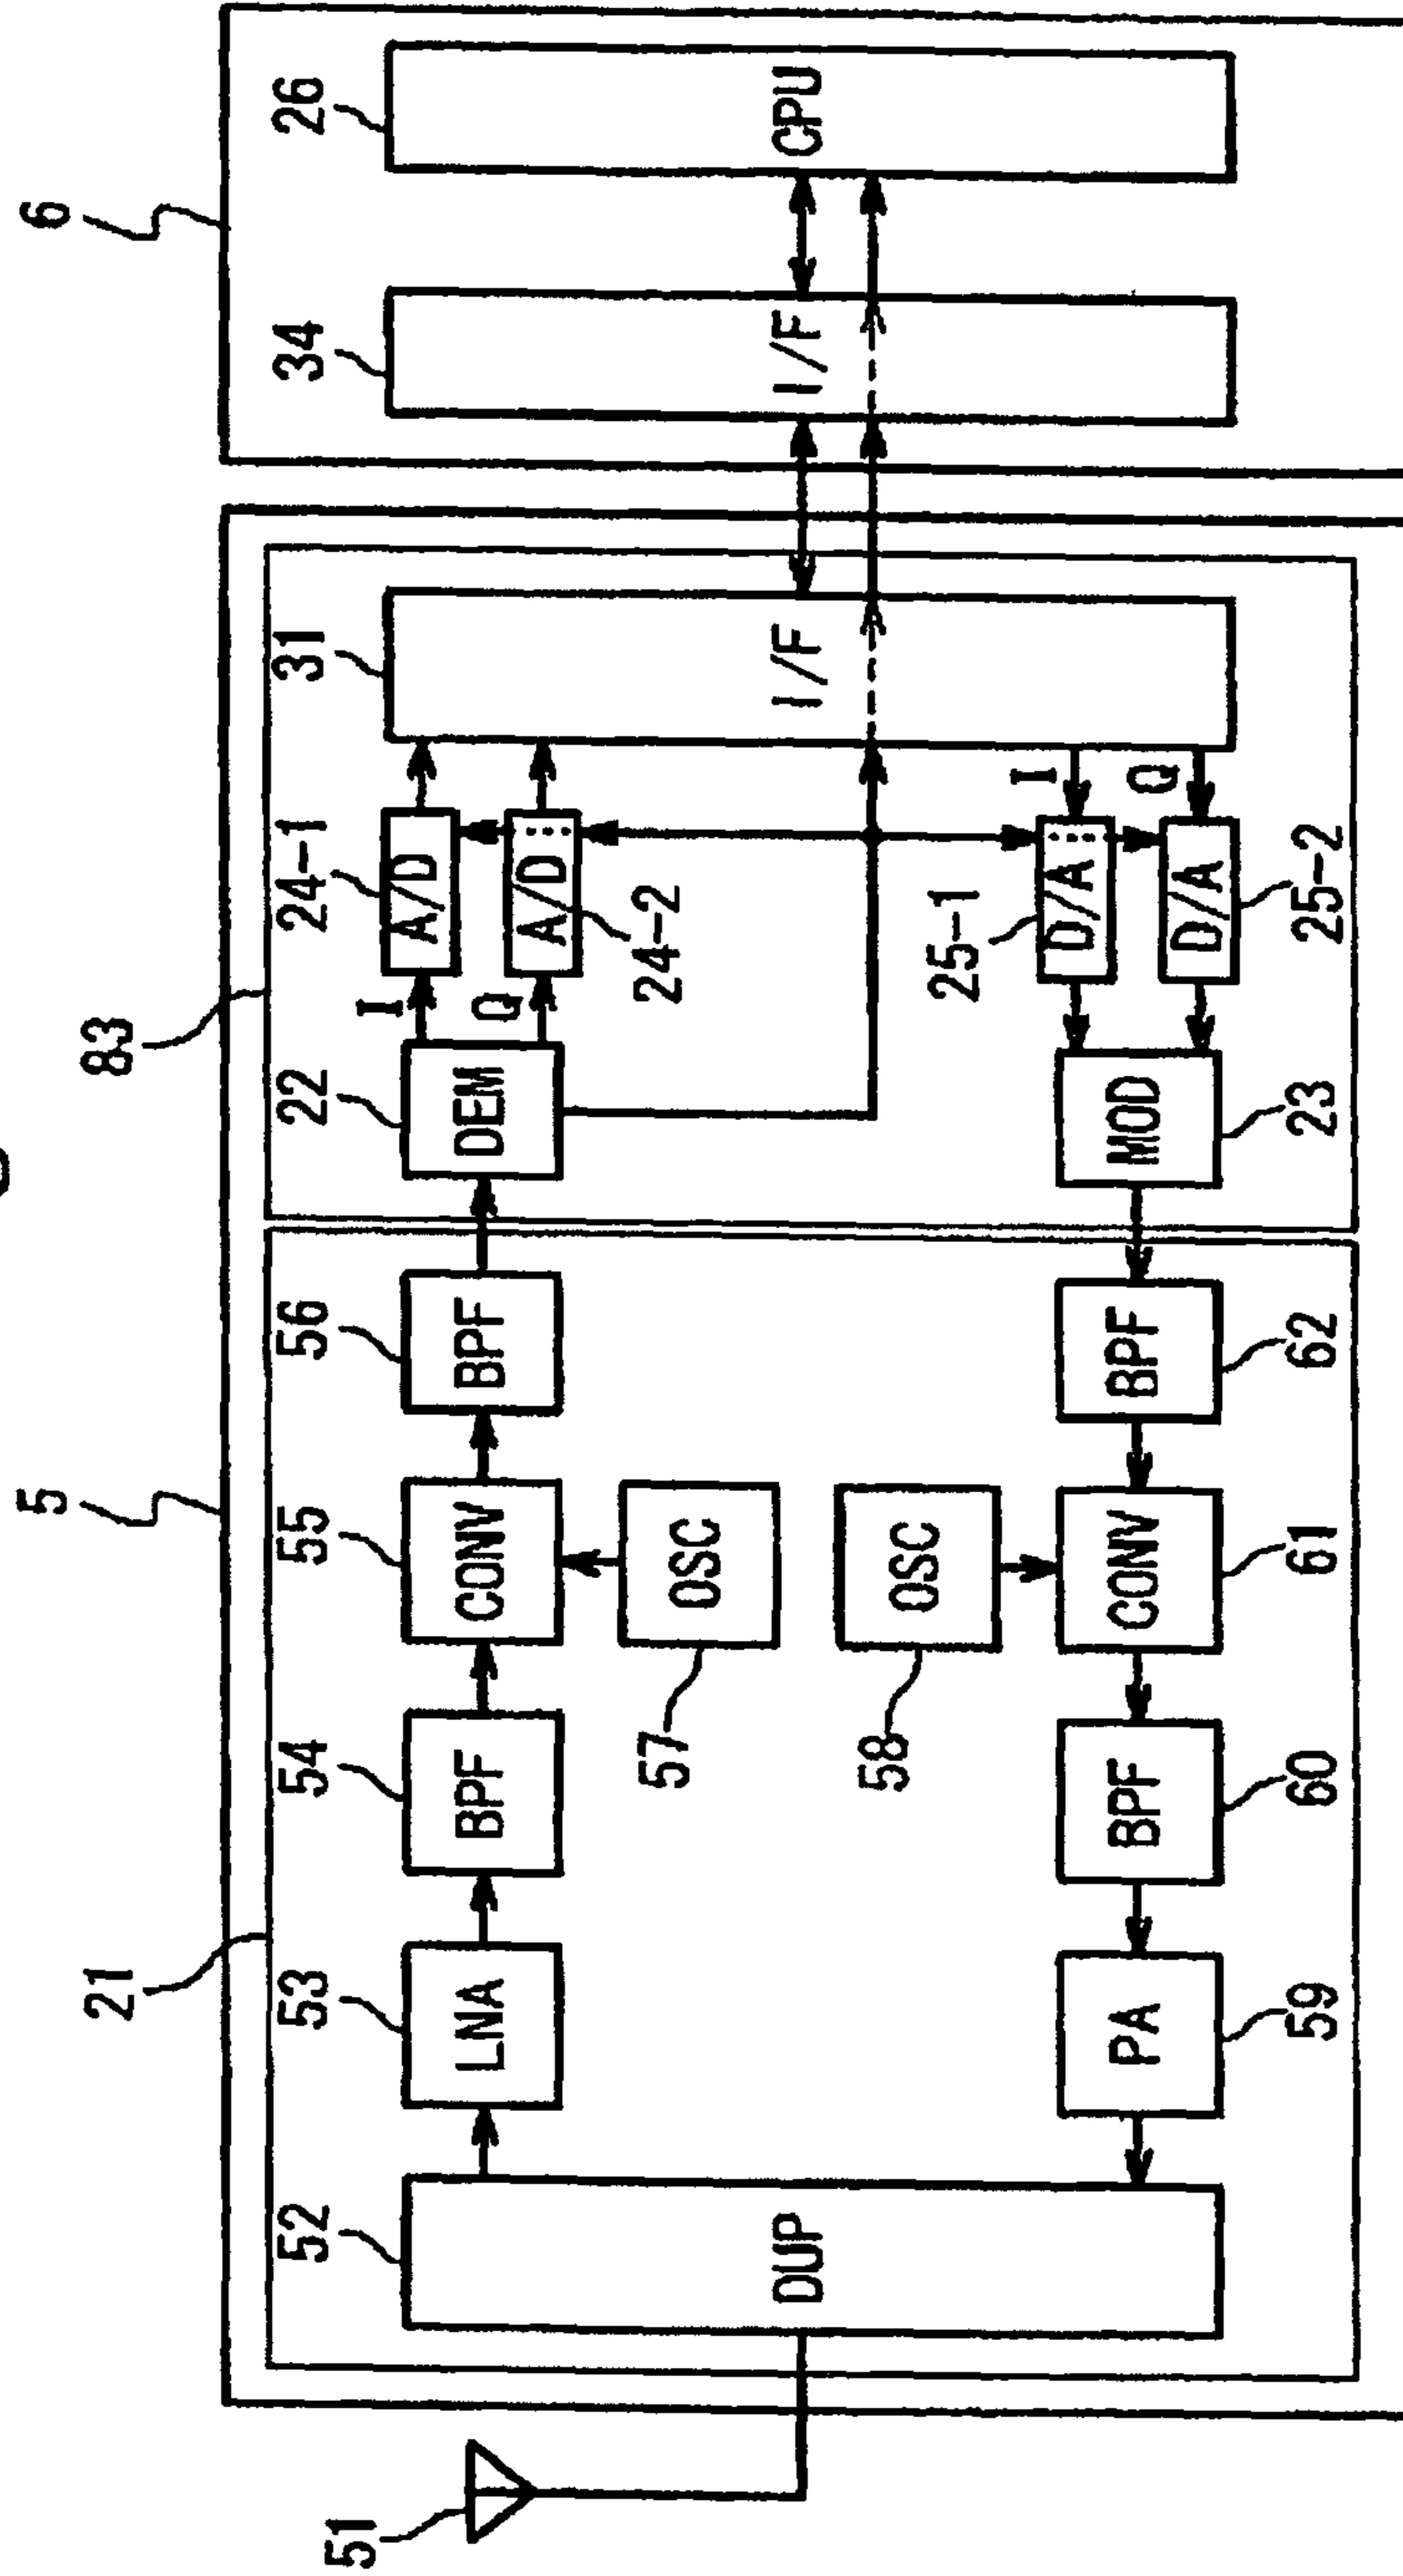 5
6
21
83
52
53
54
55
56
22
24-1
31
34
26
LNA
BPF
CONV
BPF
DEM
I
A/D
Q
A/D
24-2
51
DUP
57
OSC
58
OSC
I/F
I/F
CPU
25-1
PA
BPF
CONV
BPF
MOD
D/A
I
D/A
Q
59
60
61
62
23
25-2